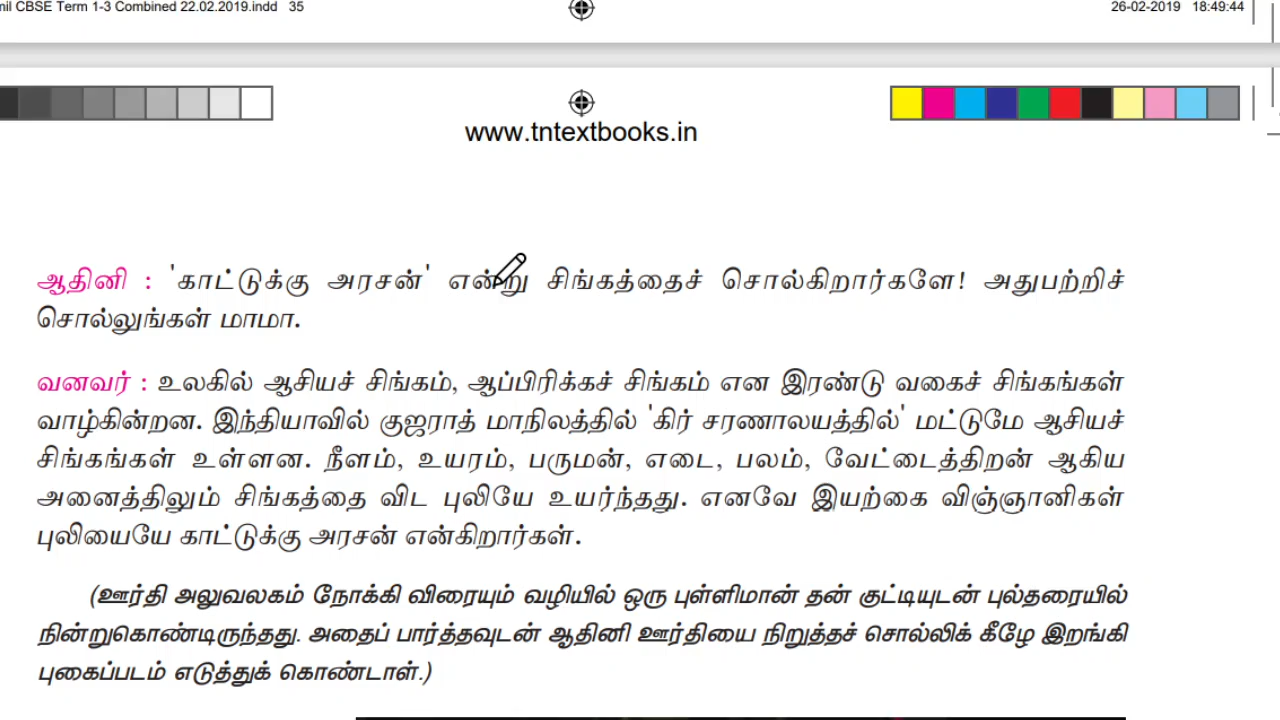 mil CBSE Term 1-3 Combined 22.02.2019.indd 35
26-02-2019 18:49:44
www.tntextbooks.in
ஆதினி : 'காட்டுக்கு அரசன்' என்று சிங்கத்தைச் சொல்கிறார்களே! அதுபற்றிச்
சொல்லுங்கள் மாமா.
வனவர் : உலகில் ஆசியச் சிங்கம், ஆப்பிரிக்கச் சிங்கம் என இரண்டு வகைச் சிங்கங்கள்
வாழ்கின்றன. இந்தியாவில் குஜராத் மாநிலத்தில் 'கிர் சரணாலயத்தில்' மட்டுமே ஆசியச்
சிங்கங்கள் உள்ளன. நீளம், உயரம், பருமன், எடை, பலம், வேட்டைத்திறன் ஆகிய
அனைத்திலும் சிங்கத்தை விட புலியே உயர்ந்தது. எனவே இயற்கை விஞ்ஞானிகள்
புலியையே காட்டுக்கு அரசன் என்கிறார்கள்.
(ஊர்தி அலுவலகம் நோக்கி விரையும் வழியில் ஒரு புள்ளிமான் தன் குட்டியுடன் புல்தரையில்
நின்றுகொண்டிருந்தது. அதைப் பார்த்தவுடன் ஆதினி ஊர்தியை நிறுத்தச் சொல்லிக் கீழே இறங்கி
புகைப்படம் எடுத்துக் கொண்டாள்.)